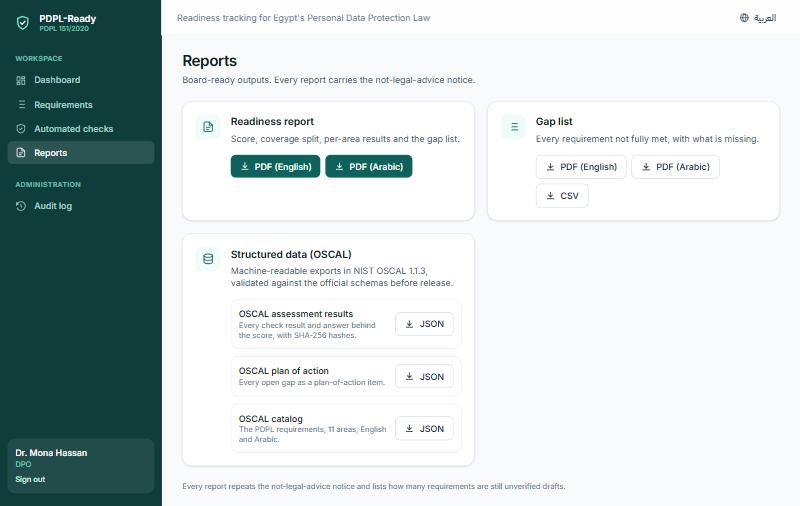 PDPL-Ready
PDPL 151/2020
WORKSPACE
Dashboard
Requirements
Automated checks
Reports
ADMINISTRATION
Audit log
Dr. Mona Hassan
DPO
Sign out
Readiness tracking for Egypt's Personal Data Protection Law
العربية
Reports
Board-ready outputs. Every report carries the not-legal-advice notice.
Readiness report
Score, coverage split, per-area results and the gap list.
PDF (English)
PDF (Arabic)
Gap list
Every requirement not fully met, with what is missing.
PDF (English)
PDF (Arabic)
CSV
Structured data (OSCAL)
Machine-readable exports in NIST OSCAL 1.1.3,
validated against the official schemas before release.
OSCAL assessment results
Every check result and answer behind
the score, with SHA-256 hashes.
JSON
OSCAL plan of action
Every open gap as a plan-of-action item.
JSON
OSCAL catalog
The PDPL requirements, 11 areas, English
and Arabic.
JSON
Every report repeats the not-legal-advice notice and lists how many requirements are still unverified drafts.